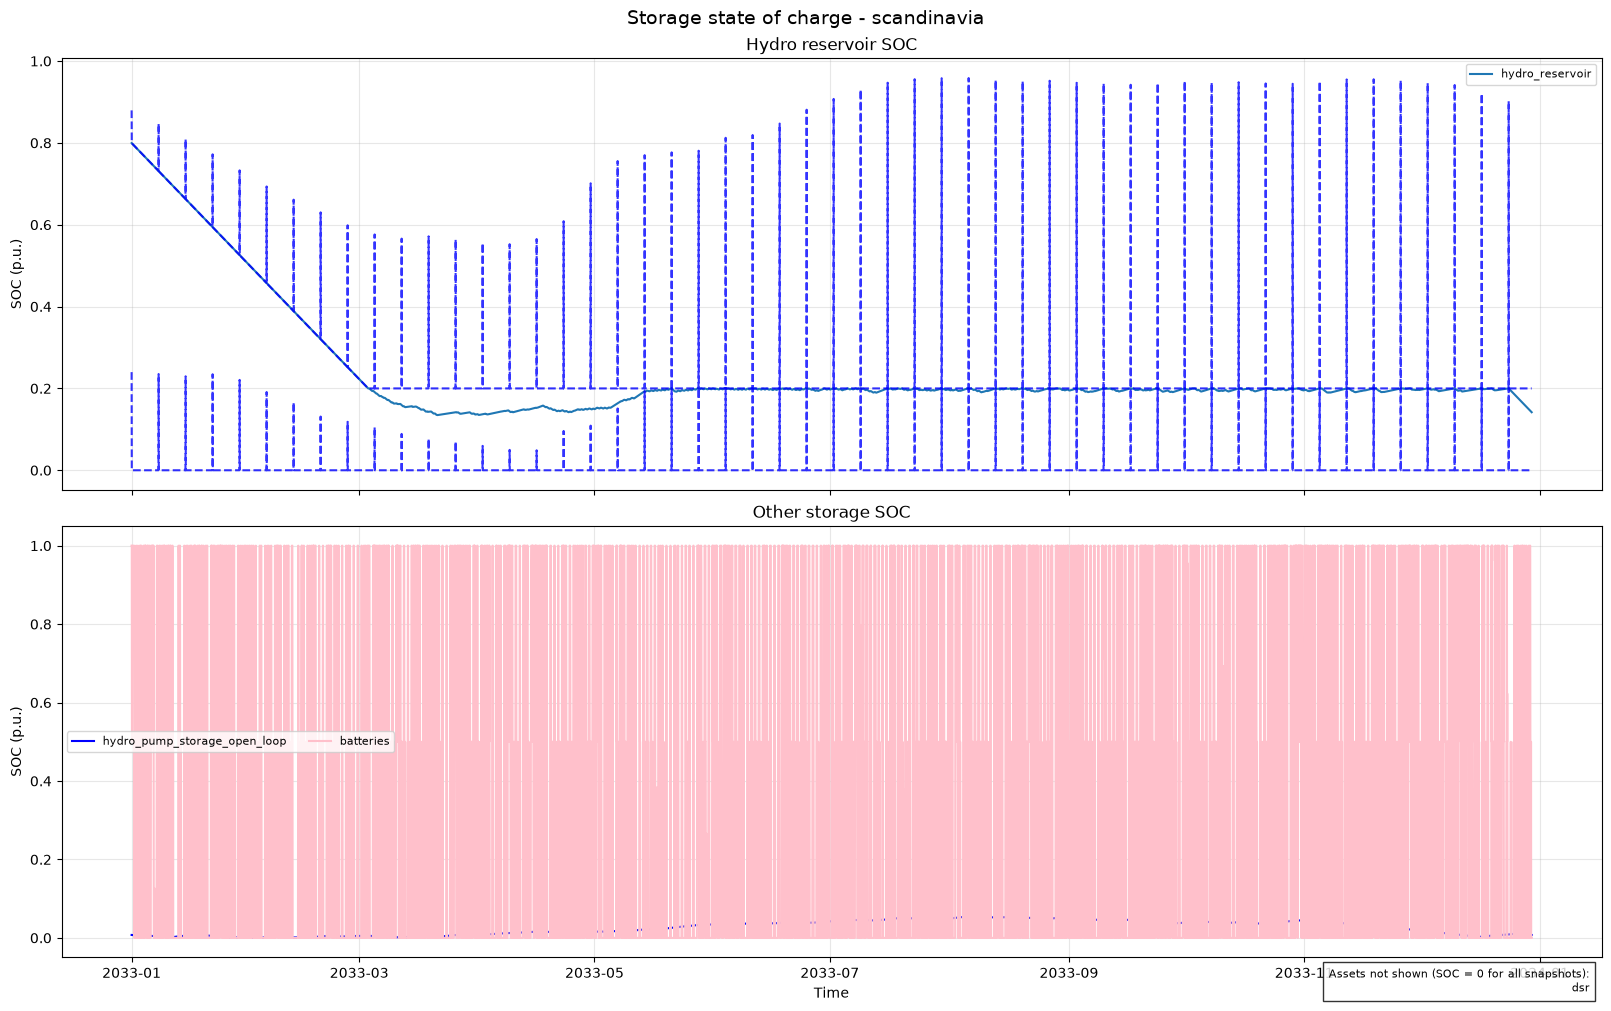 Storage state of charge - scandinavia
Hydro reservoir SOC
hydro_reservoir
SOC (p.u.)
1.0
0.8
0.6
0.4
0.2
0.0
Other storage SOC
hydro_pump_storage_open_loop
batteries
SOC (p.u.)
1.0
0.8
0.6
0.4
0.2
0.0
2033-01
2033-03
2033-05
2033-07
2033-09
2033-1
Time
Assets not shown (SOC = 0 for all snapshots):
dsr